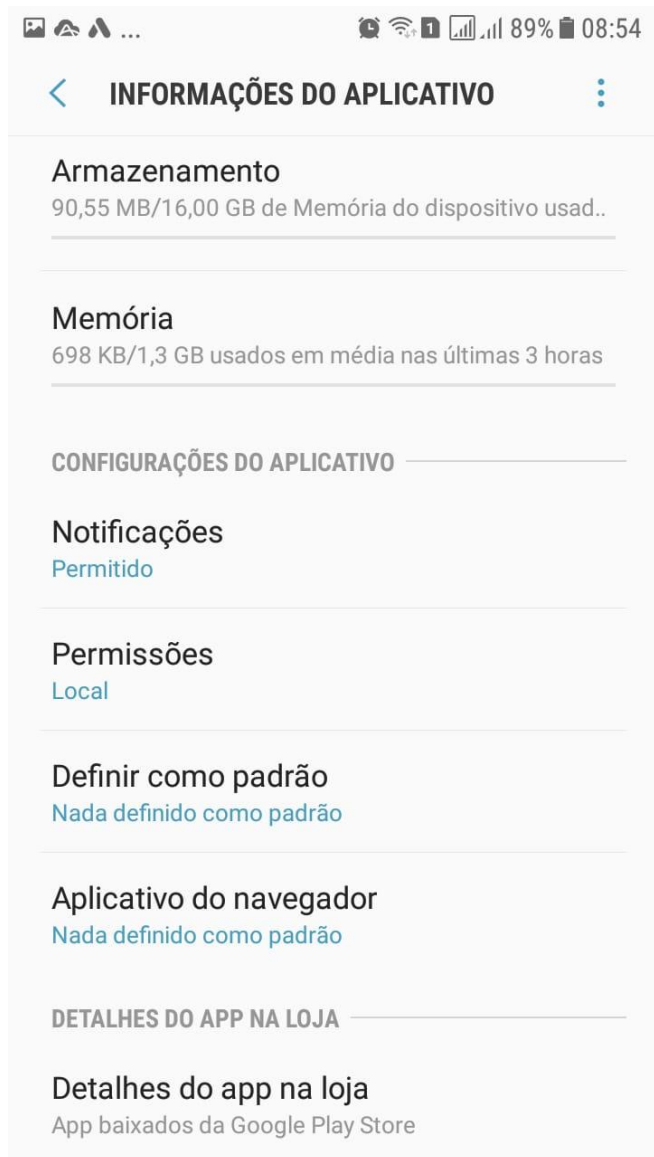 ... 1 89% 08:54
INFORMAÇÕES DO APLICATIVO
Armazenamento
90,55 MB/16,00 GB de Memória do dispositivo usad..
Memória
698 KB/1,3 GB usados em média nas últimas 3 horas
CONFIGURAÇÕES DO APLICATIVO
Notificações
Permitido
Permissões
Local
Definir como padrão
Nada definido como padrão
Aplicativo do navegador
Nada definido como padrão
DETALHES DO APP NA LOJA
Detalhes do app na loja
App baixados da Google Play Store